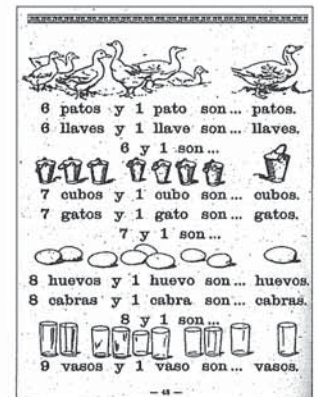 6 patos y 1 pato son... patos.
6 llaves y 1 llave son... llaves.
6 y 1 son...
7 cubos y 1 cubo son... cubos.
7 gatos y 1 gato son... gatos.
7 y 1 son...
8 huevos y 1 huevo son... huevos.
8 cabras y 1 cabra son... cabras.
8 y 1 son...
9 vasos y 1 vaso son... vasos.